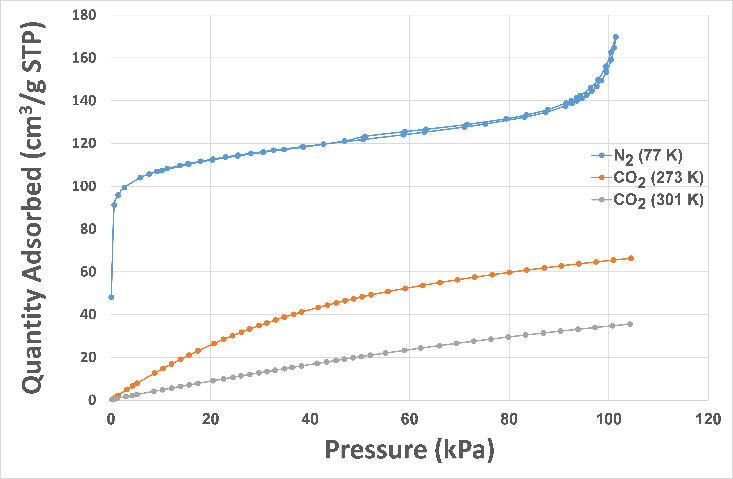 Quantity Adsorbed (cm³/g STP)
180
160
140
120
100
80
60
40
20
0
N₂ (77 K)
CO₂ (273 K)
CO₂ (301 K)
0 20 40 60 80 100 120
Pressure (kPa)